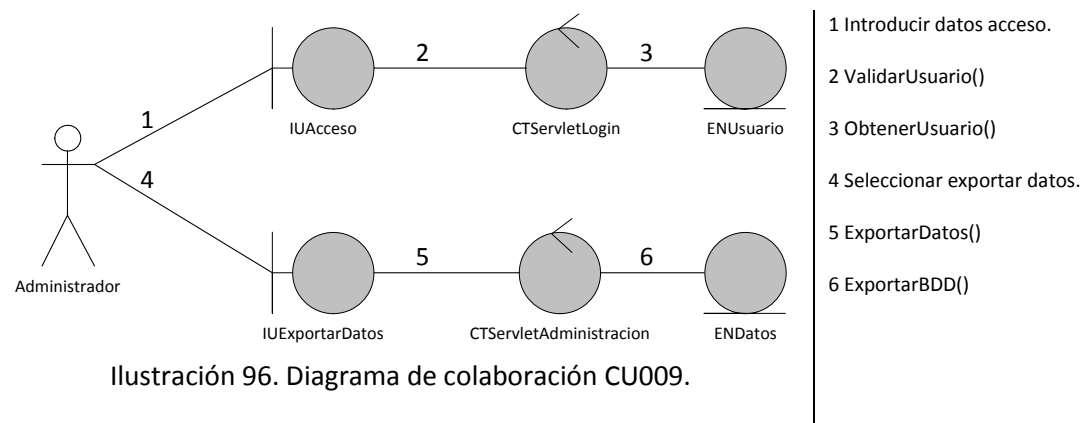 1 Introducir datos acceso.
2 ValidarUsuario()
3 ObtenerUsuario()
4 Seleccionar exportar datos.
5 ExportarDatos()
6 ExportarBDD()
2
3
IUAcceso
CTServletLogin
ENUsuario
1
4
Administrador
5
6
IUExportarDatos
CTServletAdministracion
ENDatos
Ilustración 96. Diagrama de colaboración CU009.